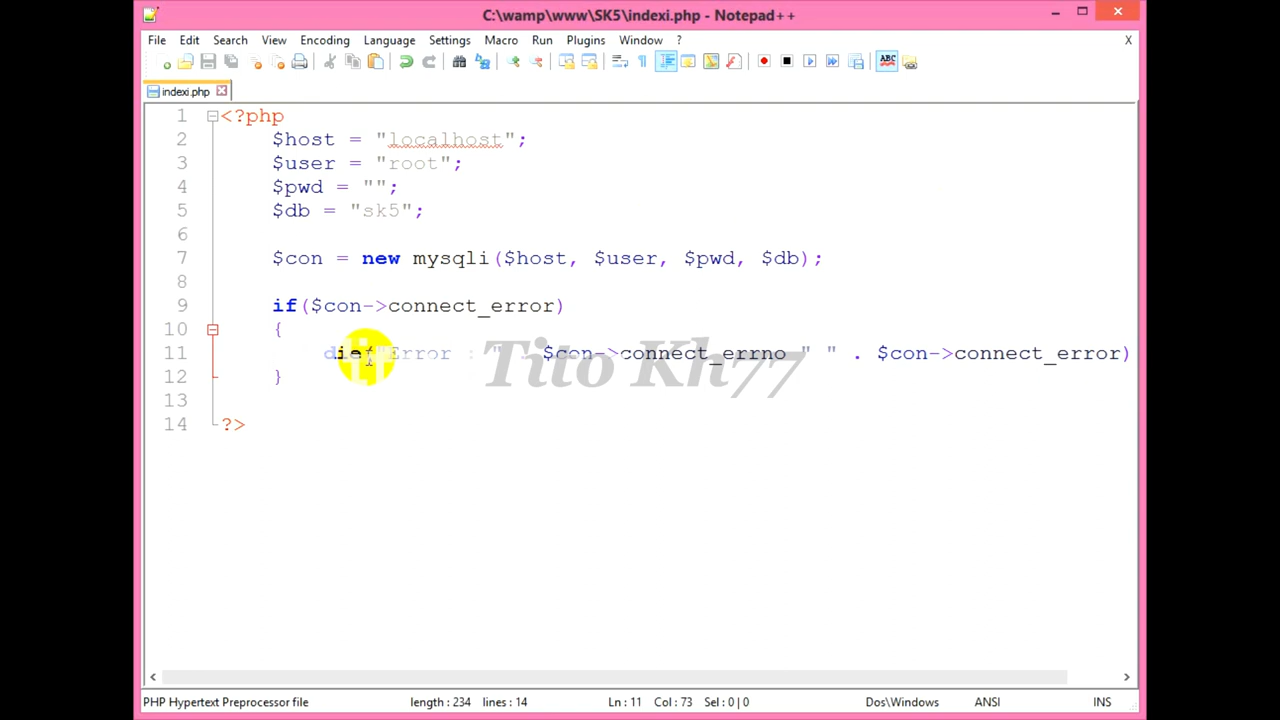 C:\wamp\www\SK5\indexi.php - Notepad++
File Edit Search View Encoding Language Settings Macro Run Plugins Window ? X
ABC
indexi.php
1 <?php
2 $host = "localhost";
3 $user = "root";
4 $pwd = "";
5 $db = "sk5";
6
7 $con = new mysqli($host, $user, $pwd, $db);
8
9 if($con->connect_error)
10 {
11 die("Error : " . $con->connect_errno " " . $con->connect_error)
12 }
13
14 ?>
Tito Kh77
PHP Hypertext Preprocessor file length : 234 lines : 14 Ln : 11 Col : 73 Sel : 0 | 0 Dos\Windows ANSI INS